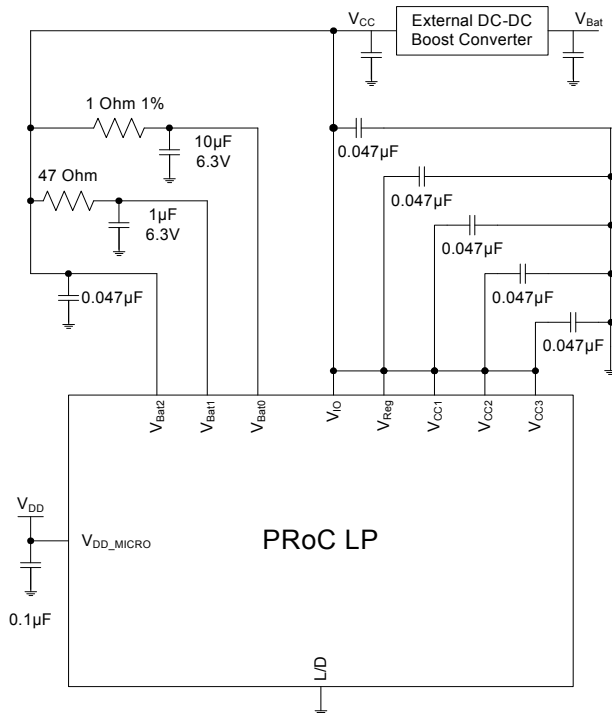 V_CC
External DC-DC
Boost Converter
V_Bat
1 Ohm 1%
10µF
6.3V
0.047µF
47 Ohm
0.047µF
1µF
6.3V
0.047µF
0.047µF
0.047µF
0.047µF
V_Bat2
V_Bat1
V_Bat0
V_IO
V_Reg
V_CC1
V_CC2
V_CC3
V_DD
V_DD_MICRO
PRoC LP
0.1µF
L/D